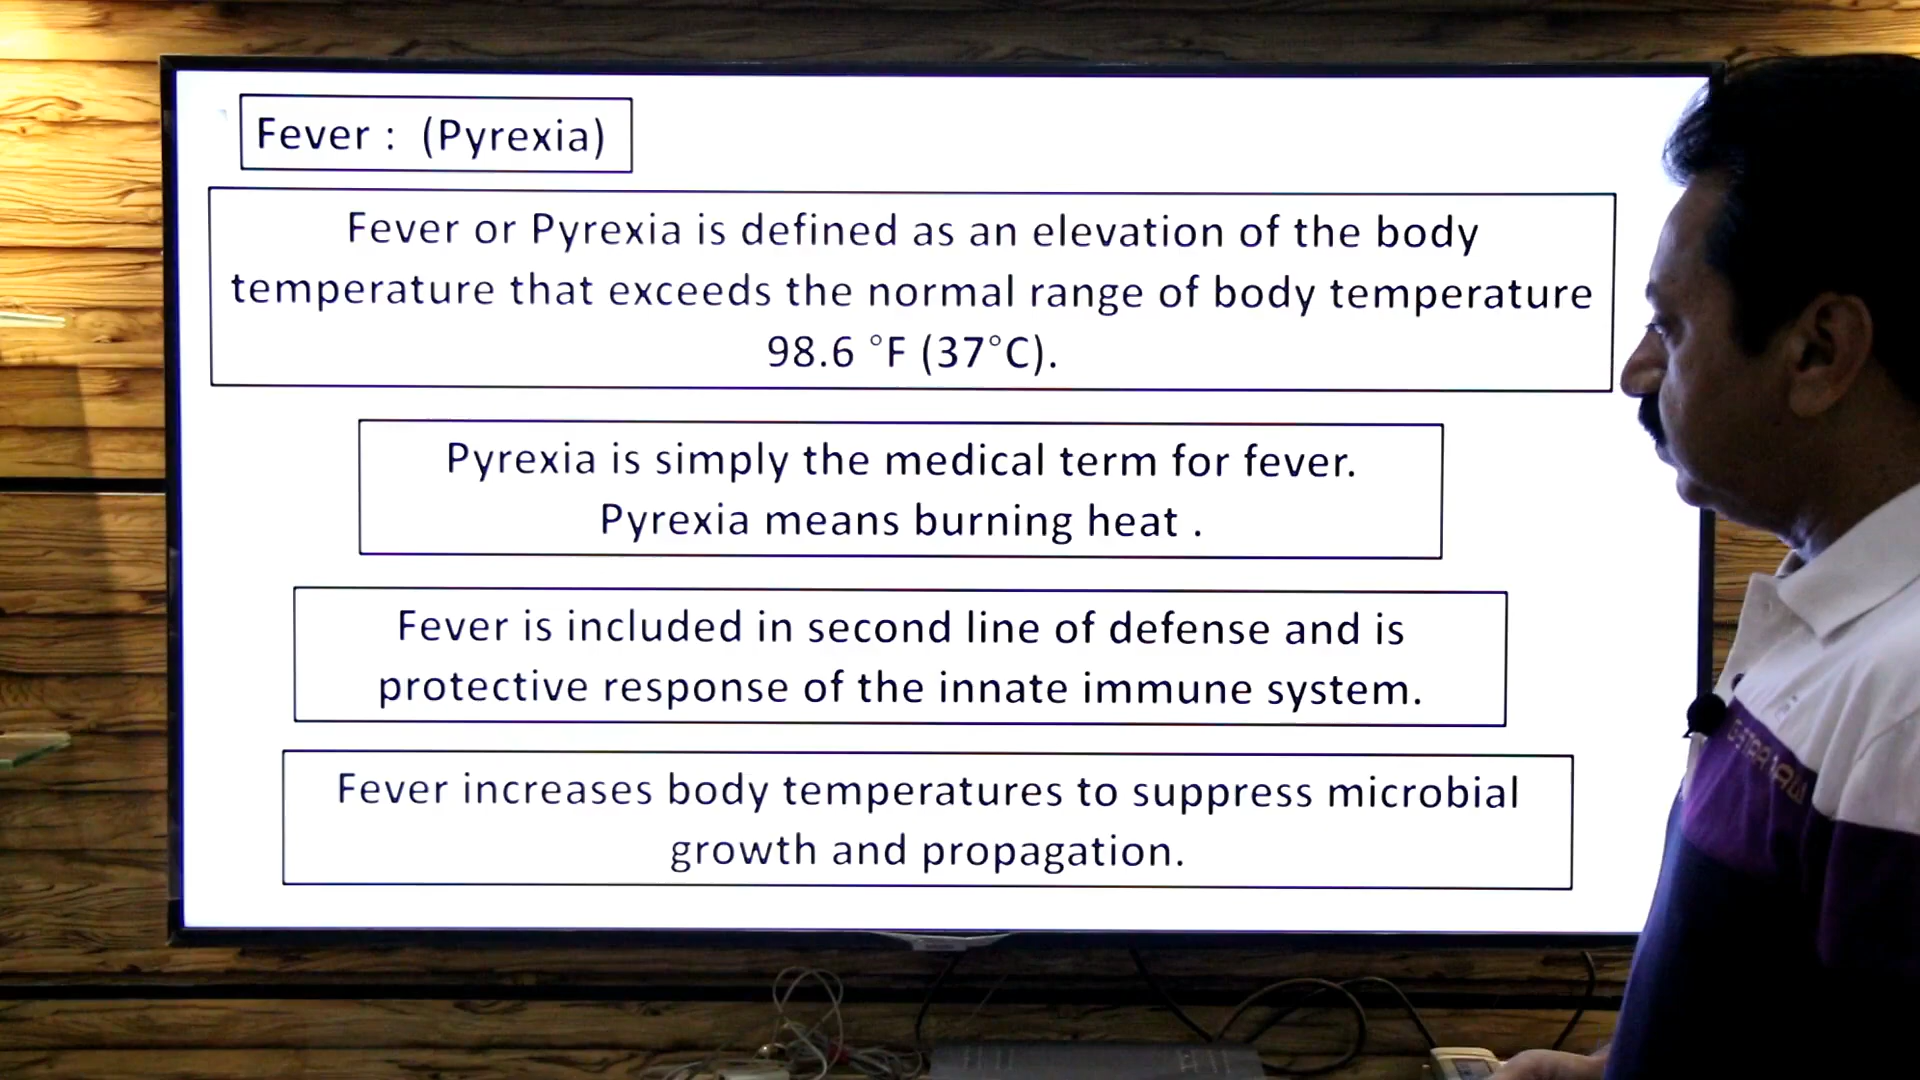 Fever : (Pyrexia)
Fever or Pyrexia is defined as an elevation of the body
temperature that exceeds the normal range of body temperature
98.6 °F (37°C).
Pyrexia is simply the medical term for fever.
Pyrexia means burning heat .
Fever is included in second line of defense and is
protective response of the innate immune system.
Fever increases body temperatures to suppress microbial
growth and propagation.